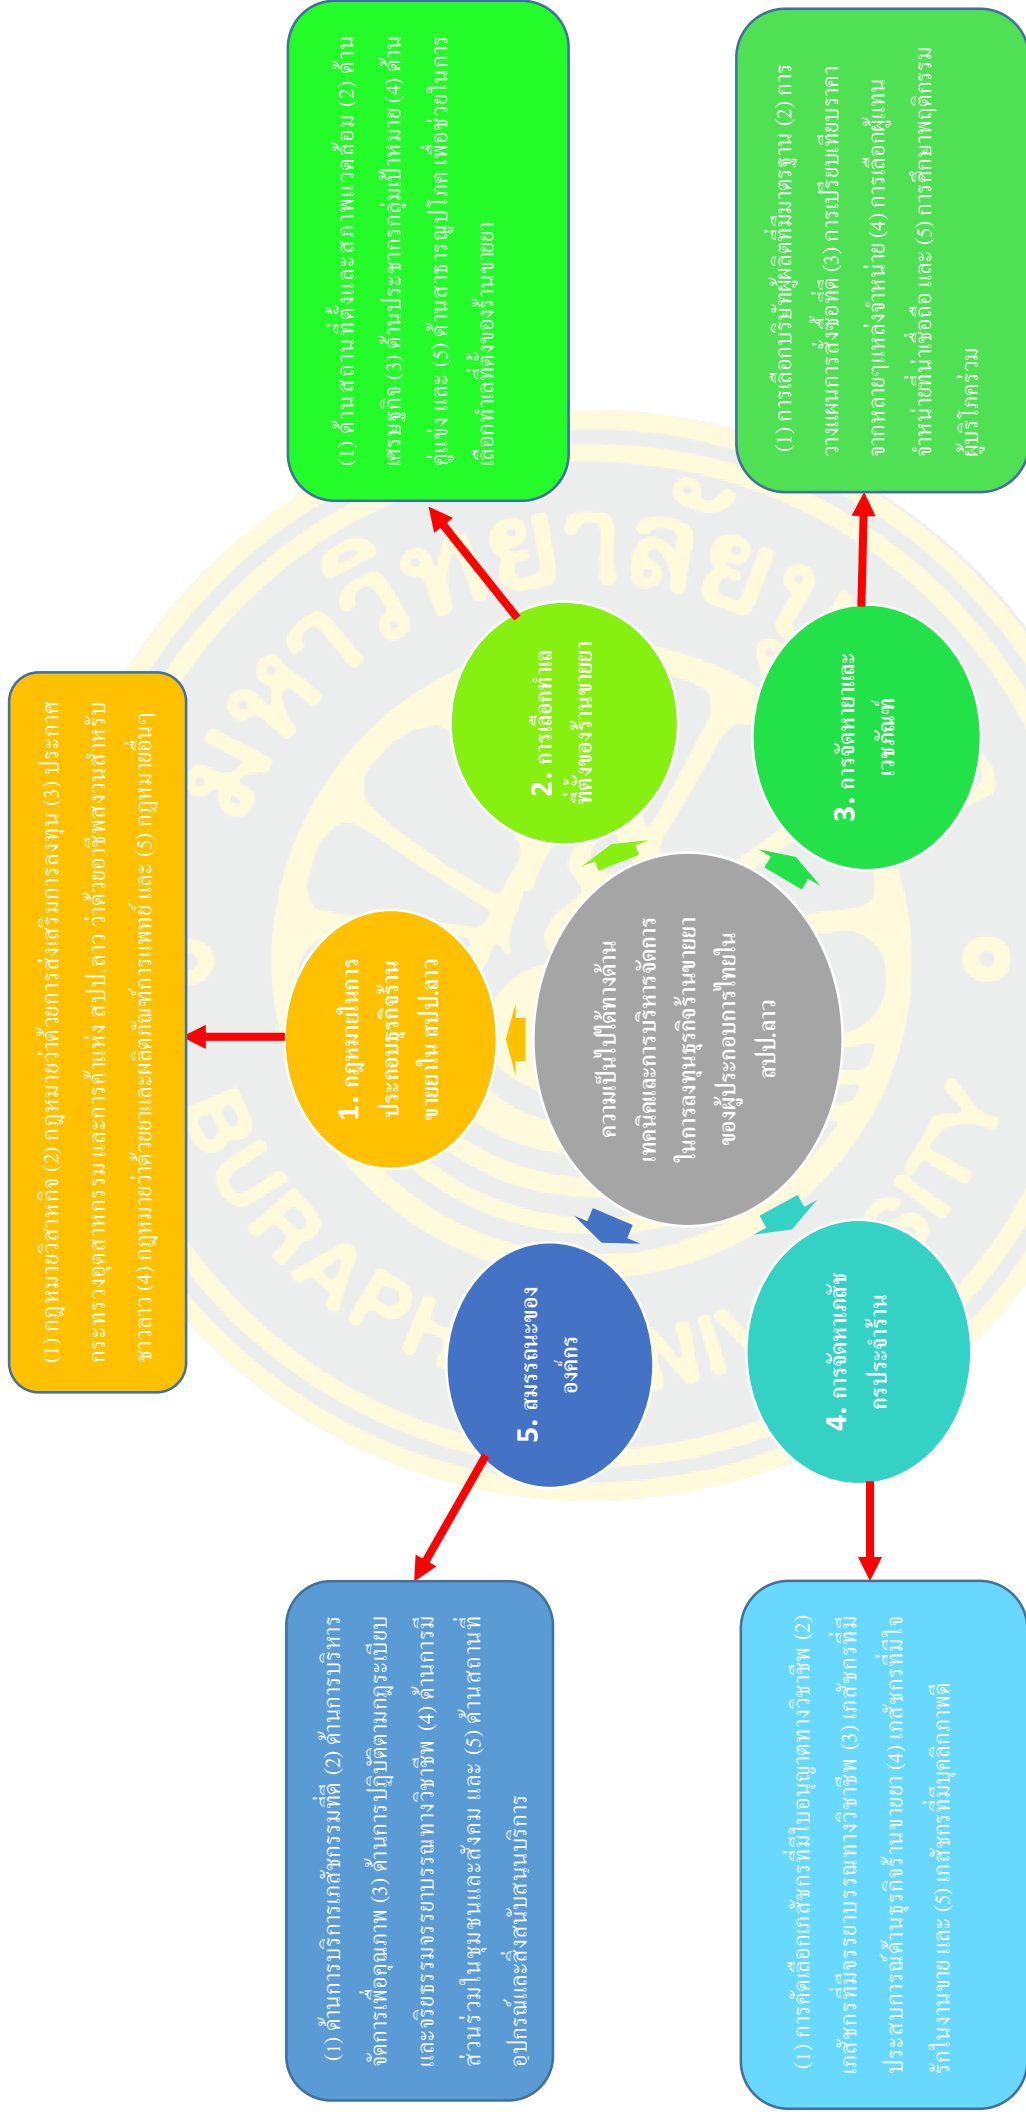 (1) กฎหมายวิสาหกิจ (2) กฎหมายว่าด้วยการส่งเสริมการลงทุน (3) ประกาศ
กระทรวงอุตสาหกรรม และการค้าแห่ง สปป.ลาว ว่าด้วยอาชีพสงวนสำหรับ
ชาวลาว (4) กฎหมายว่าด้วยยาและผลิตภัณฑ์การแพทย์ และ (5) กฎหมายอื่นๆ
1. กฎหมายในการ
ประกอบธุรกิจร้าน
ขายยาใน สปป.ลาว
(1) ด้านสถานที่ตั้งและสภาพแวดล้อม (2) ด้าน
เศรษฐกิจ (3) ด้านประชากรกลุ่มเป้าหมาย (4) ด้าน
คู่แข่ง และ (5) ด้านสาธารณูปโภค เพื่อช่วยในการ
เลือกทำเลที่ตั้งของร้านขายยา
2. การเลือกทำเล
ที่ตั้งของร้านขายยา
(1) การเลือกบริษัทผู้ผลิตที่มีมาตรฐาน (2) การ
วางแผนการสั่งซื้อที่ดี (3) การเปรียบเทียบราคา
จากหลายๆแหล่งจำหน่าย (4) การเลือกผู้แทน
จำหน่ายที่น่าเชื่อถือ และ (5) การศึกษาพฤติกรรม
ผู้บริโภคร่วม
3. การจัดหายาและ
เวชภัณฑ์
ความเป็นไปได้ทางด้าน
เทคนิคและการบริหารจัดการ
ในการลงทุนธุรกิจร้านขายยา
ของผู้ประกอบการไทยใน
สปป.ลาว
4. การจัดหาเภสัช
กรประจำร้าน
(1) การคัดเลือกเภสัชกรที่มีใบอนุญาตทางวิชาชีพ (2)
เภสัชกรที่มีจรรยาบรรณทางวิชาชีพ (3) เภสัชกรที่มี
ประสบการณ์ด้านธุรกิจร้านขายยา (4) เภสัชกรที่มีใจ
รักในงานขาย และ (5) เภสัชกรที่มีบุคลิกภาพดี
5. สมรรถนะของ
องค์กร
(1) ด้านการบริการเภสัชกรรมที่ดี (2) ด้านการบริหาร
จัดการเพื่อคุณภาพ (3) ด้านการปฏิบัติตามกฎระเบียบ
และจริยธรรมจรรยาบรรณทางวิชาชีพ (4) ด้านการมี
ส่วนร่วมในชุมชนและสังคม และ (5) ด้านสถานที่
อุปกรณ์และสิ่งสนับสนุนบริการ